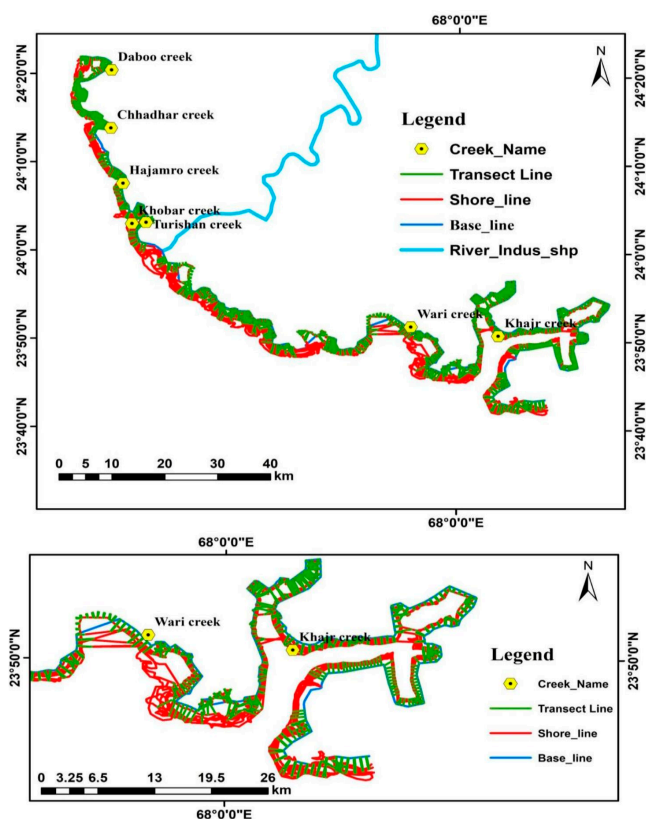 68°0'0"E
N
24°20'0"N
24°10'0"N
24°0'0"N
23°50'0"N
23°40'0"N
Daboo creek
Chhadhar creek
Hajamro creek
Khobar creek
Turishan creek
Wari creek
Khajr creek
Legend
Creek_Name
Transect Line
Shore_line
Base_line
River_Indus_shp
24°20'0"N
24°10'0"N
24°0'0"N
23°50'0"N
23°40'0"N
0 5 10 20 30 40
km
68°0'0"E
68°0'0"E
N
23°50'0"N
Wari creek
Khajr creek
23°50'0"N
Legend
Creek_Name
Transect Line
Shore_line
Base_line
0 3.25 6.5 13 19.5 26
km
68°0'0"E